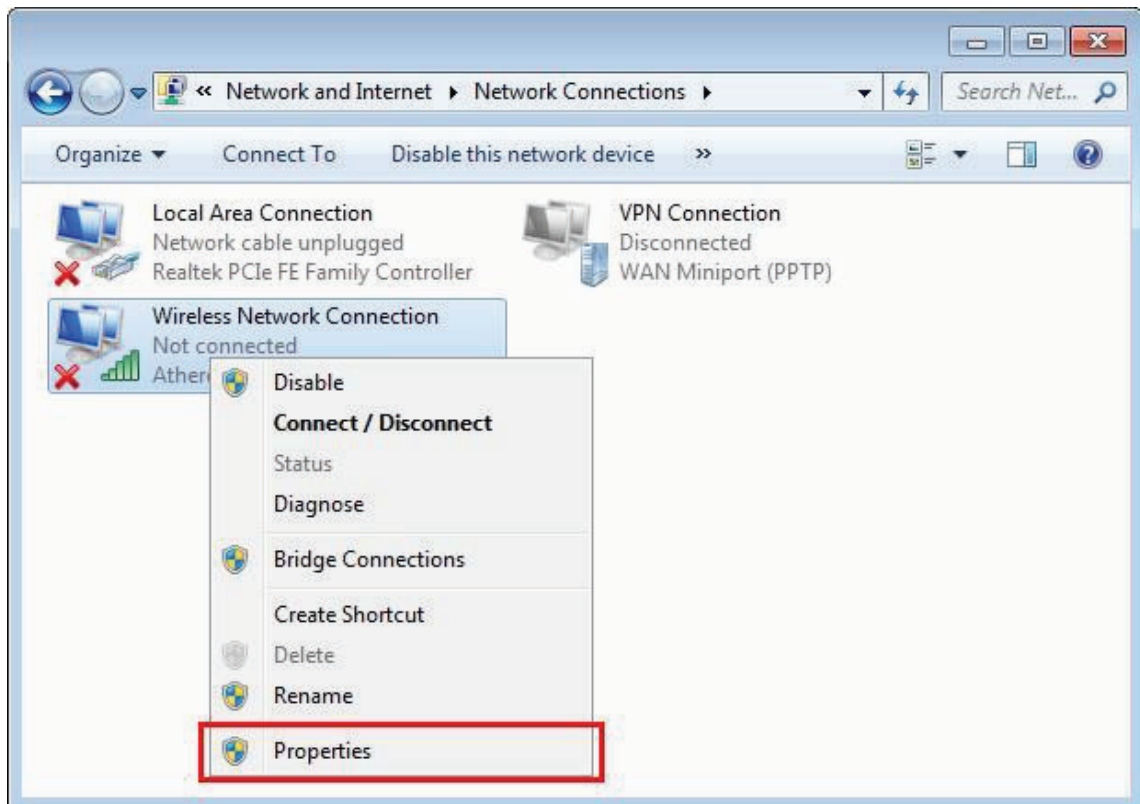 « Network and Internet ▸ Network Connections ▸
Search Net...
Organize Connect To Disable this network device »
Local Area Connection
Network cable unplugged
Realtek PCIe FE Family Controller
VPN Connection
Disconnected
WAN Miniport (PPTP)
Wireless Network Connection
Not connected
Disable
Connect / Disconnect
Status
Diagnose
Bridge Connections
Create Shortcut
Delete
Rename
Properties